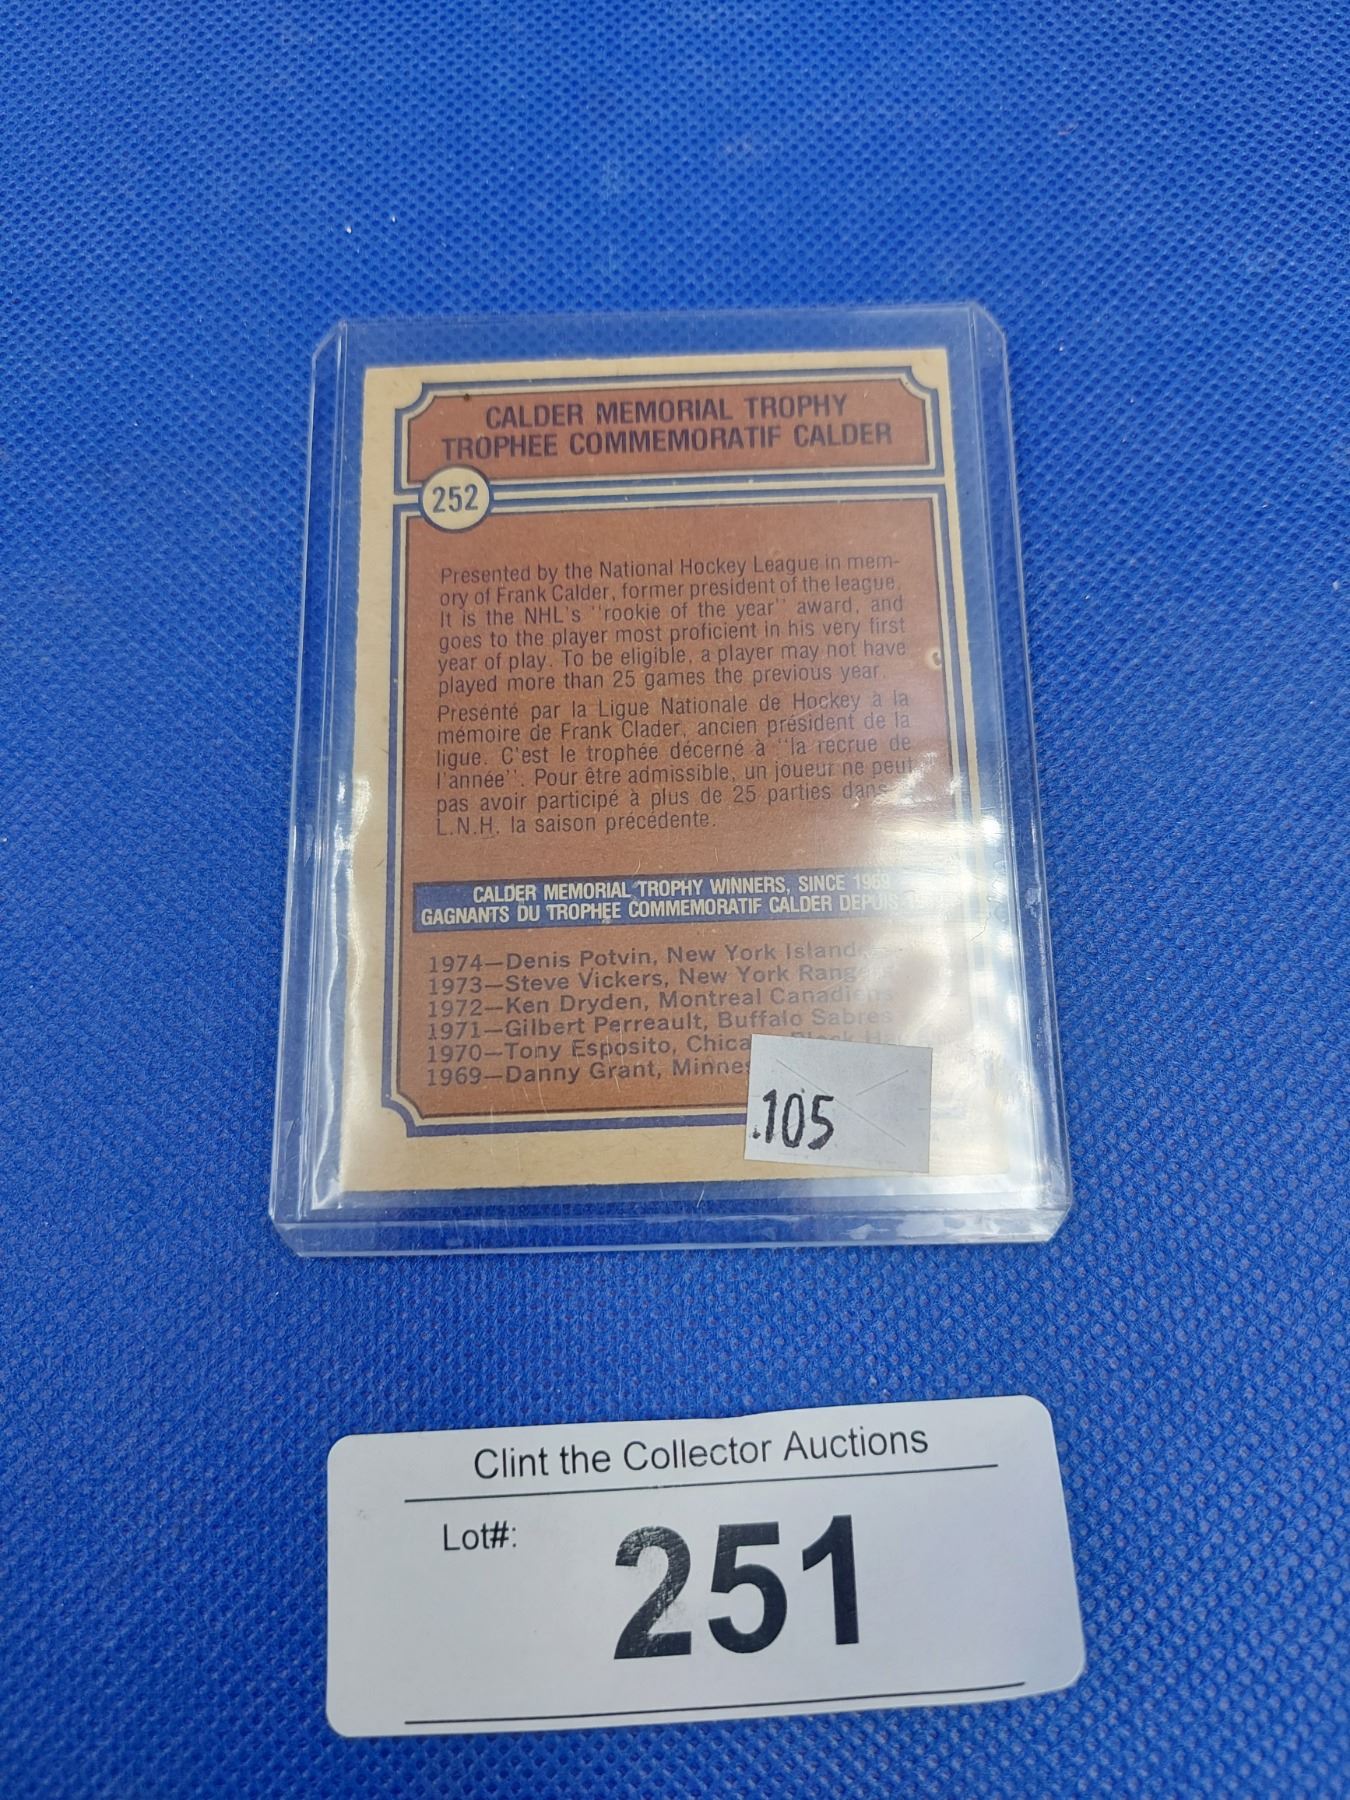 CALDER MEMORIAL TROPHY
TROPHEE COMMEMORATIF CALDER
252
Presented by the National Hockey League in mem-
ory of Frank Calder, former president of the league.
It is the NHL's "rookie of the year" award, and
goes to the player most proficient in his very first
year of play. To be eligible, a player may not have
played more than 25 games the previous year.
Presenté par la Ligue Nationale de Hockey à la
mémoire de Frank Clader, ancien président de la
ligue. C'est le trophée décerné à "la recrue de
l'année". Pour être admissible, un joueur ne peut
pas avoir participé à plus de 25 parties dans
L.N.H. la saison précédente.
CALDER MEMORIAL TROPHY WINNERS, SINCE 1969
GAGNANTS DU TROPHEE COMMEMORATIF CALDER DEPUIS
1974—Denis Potvin, New York
1973—Steve Vickers, New York
1972—Ken Dryden, Montreal Canadiens
1971—Gilbert Perreault, Buffalo Sabres
1970—Tony Esposito,
1969—Danny Grant,
.105
Clint the Collector Auctions
Lot#:
251